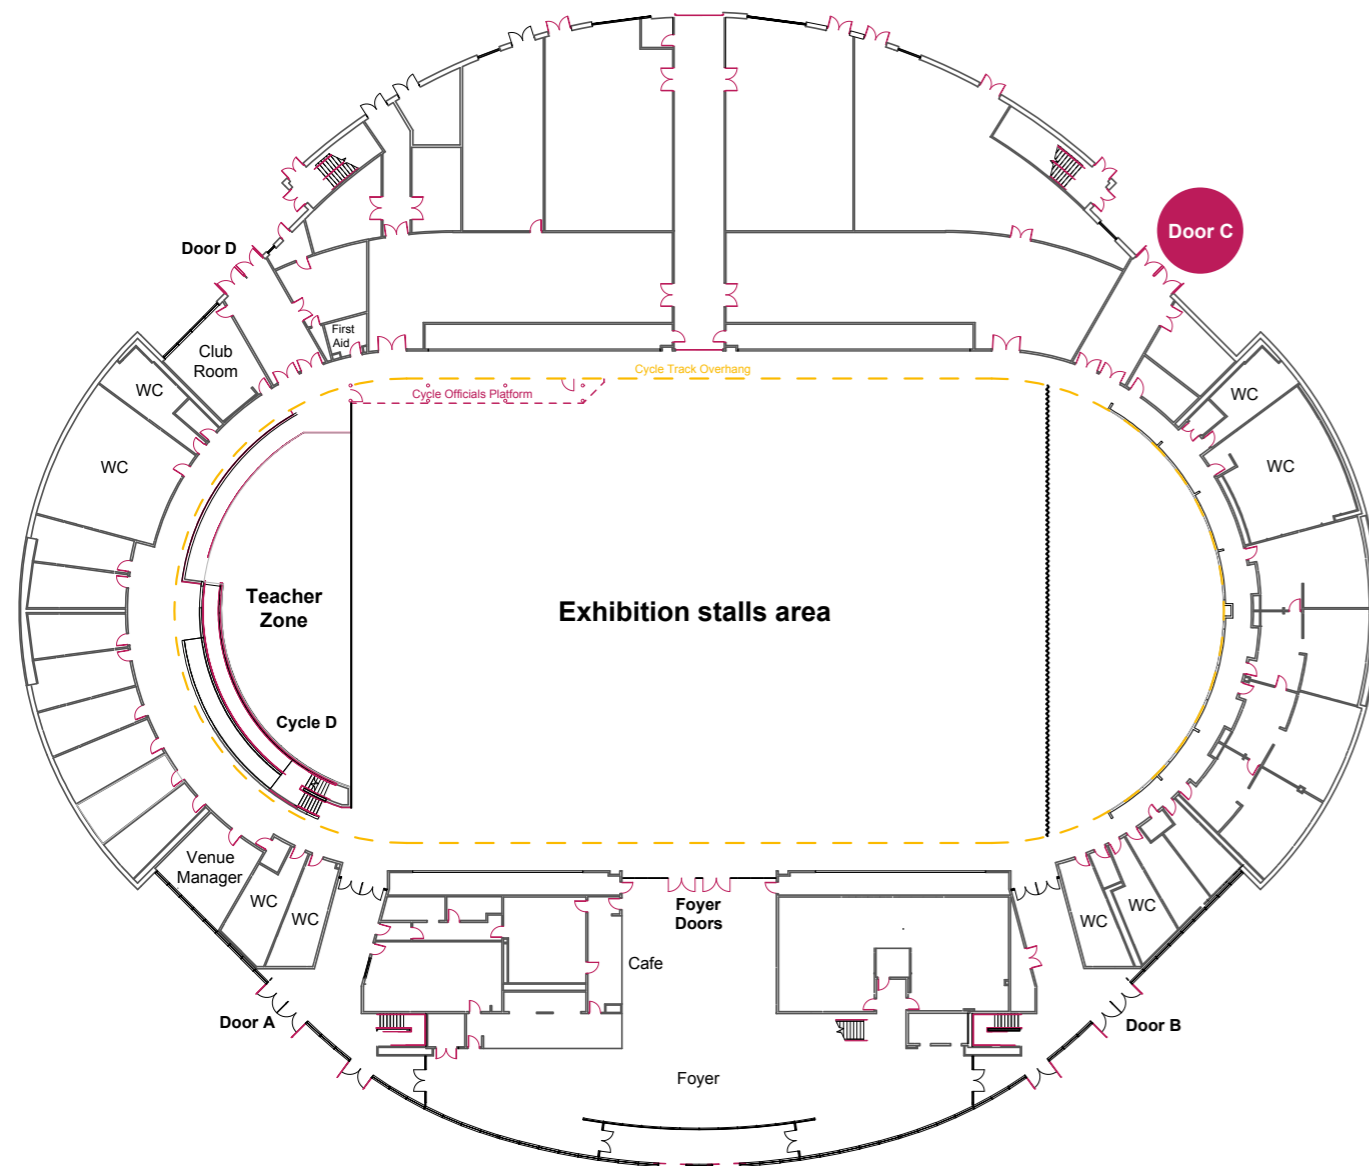 Door D
Door C
First
Aid
Club
Room
WC
WC
Cycle Track Overhang
Cycle Officials Platform
WC
WC
Teacher
Zone
Exhibition stalls area
Cycle D
Venue
Manager
WC
WC
Foyer
Doors
WC
WC
Cafe
Door A
Door B
Foyer